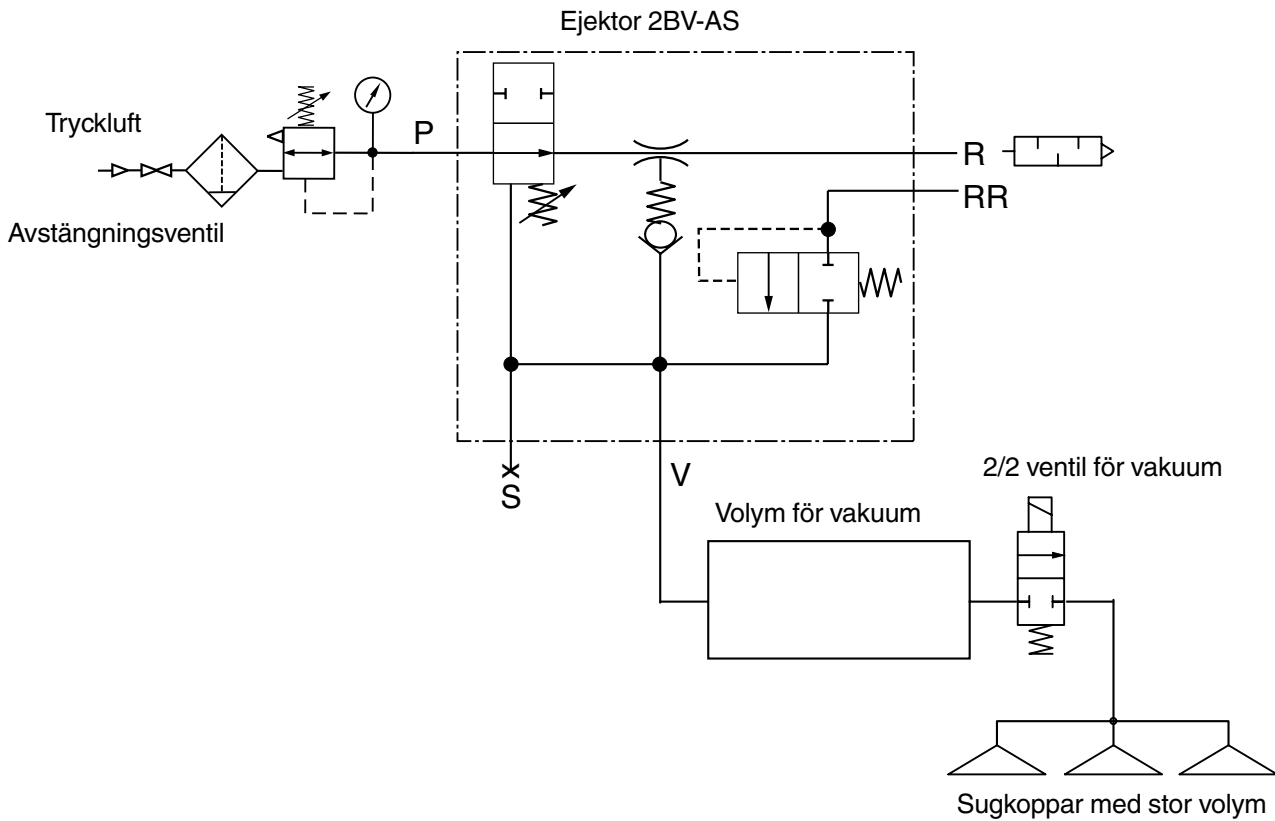 Ejektor 2BV-AS
Tryckluft
P
R
RR
Avstängningsventil
S
V
2/2 ventil för vakuum
Volym för vakuum
Sugkoppar med stor volym